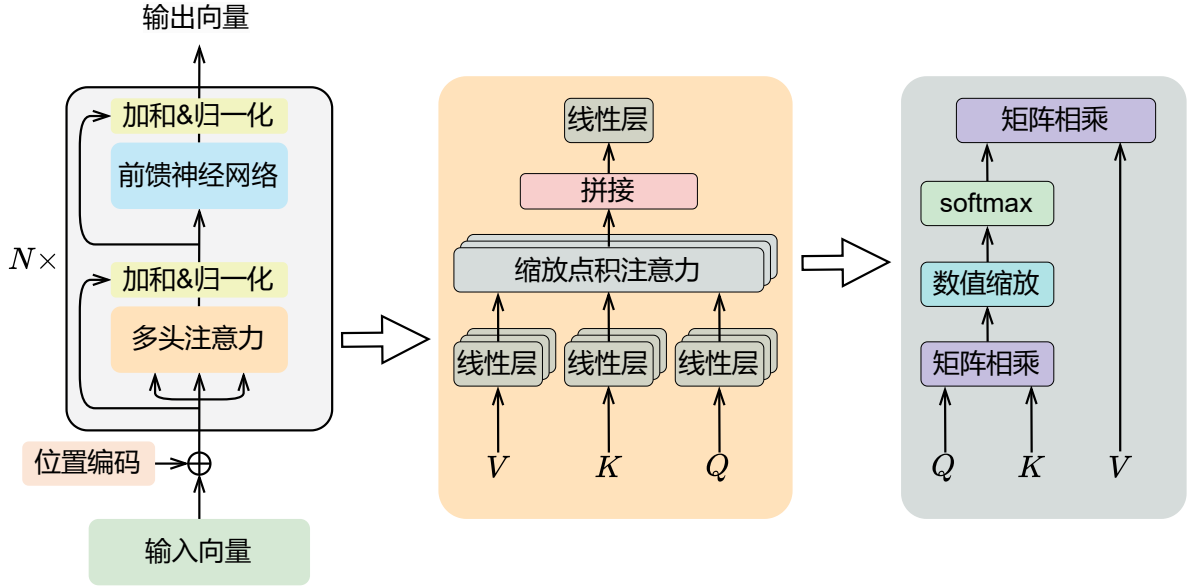 输出向量
加和&归一化
前馈神经网络
N×
加和&归一化
多头注意力
位置编码
输入向量
线性层
拼接
缩放点积注意力
线性层 线性层 线性层
V K Q
矩阵相乘
softmax
数值缩放
矩阵相乘
Q K V